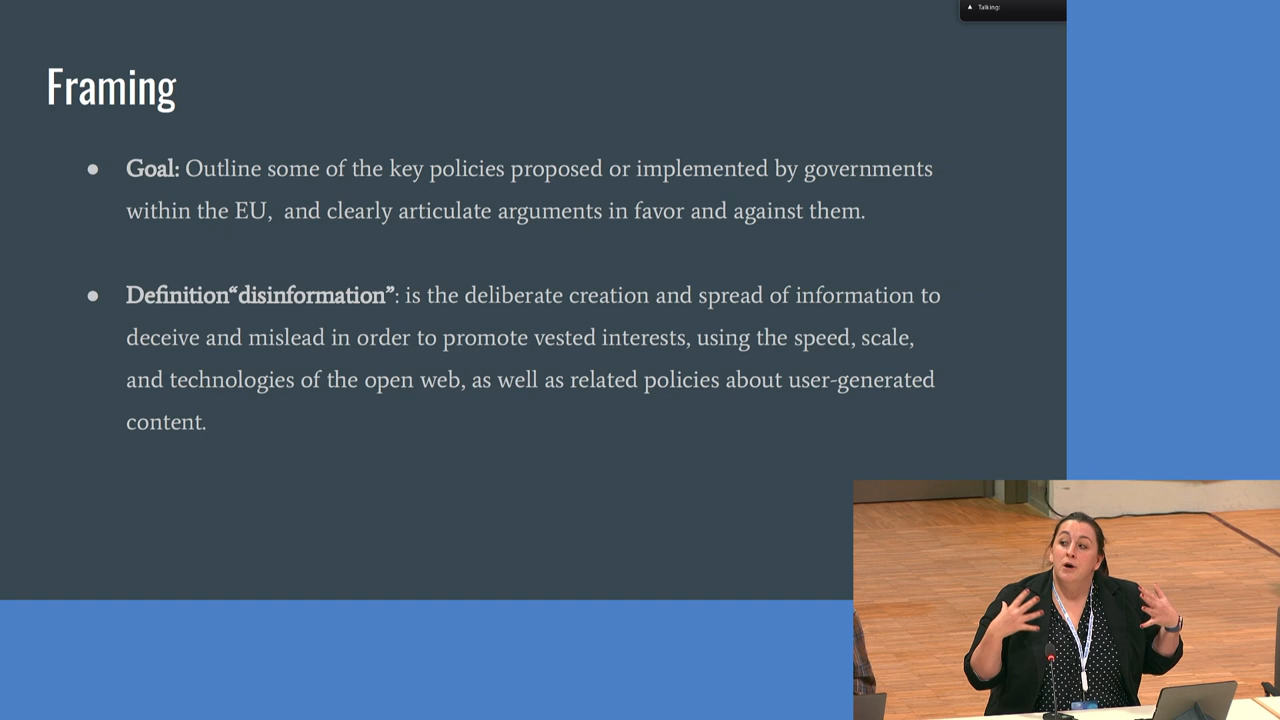 Talking:
Framing
● Goal: Outline some of the key policies proposed or implemented by governments
within the EU,  and clearly articulate arguments in favor and against them.
● Definition“disinformation”: is the deliberate creation and spread of information to
deceive and mislead in order to promote vested interests, using the speed, scale,
and technologies of the open web, as well as related policies about user-generated
content.